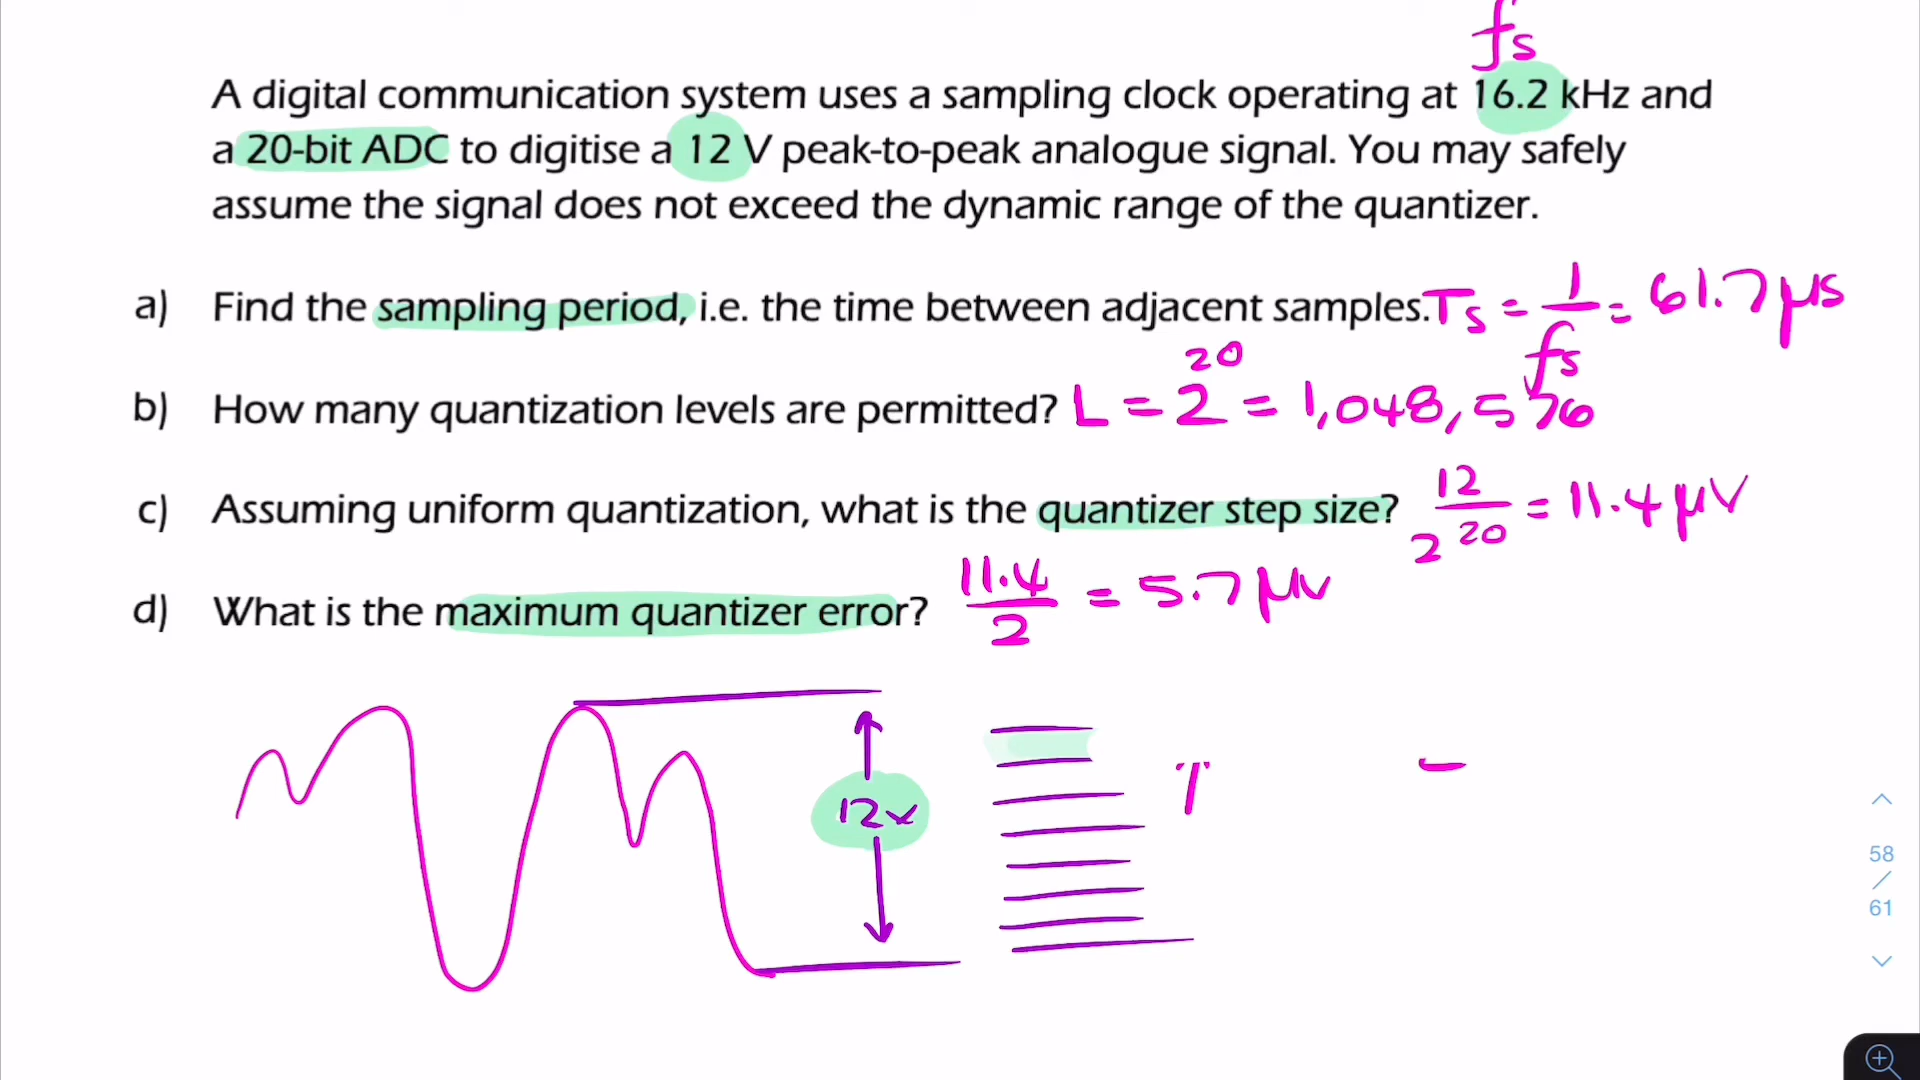 fs
A digital communication system uses a sampling clock operating at 16.2 kHz and
a 20-bit ADC to digitise a 12 V peak-to-peak analogue signal. You may safely
assume the signal does not exceed the dynamic range of the quantizer.
a) Find the sampling period, i.e. the time between adjacent samples. Ts = 1/fs = 61.7 μs
b) How many quantization levels are permitted? L = 2^20 = 1,048,576
c) Assuming uniform quantization, what is the quantizer step size? 12/2^20 = 11.4 μV
d) What is the maximum quantizer error? 11.4/2 = 5.7 μV
12v
58
/
61